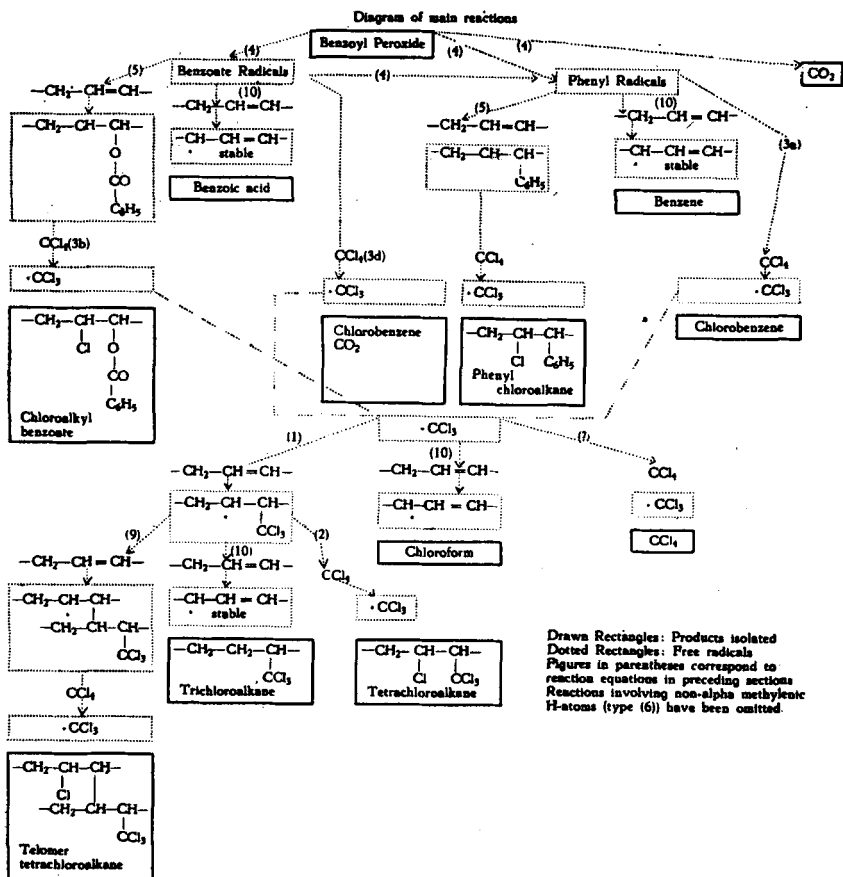 Diagram of main reactions
Benzoyl Peroxide
(4)
(4)
(4)
CO2
(5)
Benzoate Radicals
(4)
Phenyl Radicals
—CH2—CH=CH—
(10)
—CH2—CH=CH—
—CH2—CH—CH—
O
CO
C6H5
—CH—CH=CH—
stable
Benzoic acid
(5)
—CH2—CH=CH—
—CH2—CH—CH—
C6H5
(10)
—CH2—CH=CH—
—CH—CH=CH—
stable
Benzene
(3a)
CCl4(3b)
·CCl3
CCl4(3d)
·CCl3
CCl4
·CCl3
CCl4
·CCl3
—CH2—CH—CH—
Cl O
CO
C6H5
Chloroalkyl
benzoate
Chlorobenzene
CO2
—CH2—CH—CH—
Cl C6H5
Phenyl
chloroalkane
Chlorobenzene
·CCl3
(1)
(10)
(?)
—CH2—CH=CH—
—CH2—CH—CH—
CCl3
—CH2—CH=CH—
—CH—CH=CH—
Chloroform
CCl4
·CCl3
CCl4
(9)
(10)
(2)
—CH2—CH=CH—
—CH2—CH=CH—
CCl4
—CH2—CH—CH—
—CH2—CH—CH—
CCl3
—CH—CH=CH—
stable
·CCl3
CCl4
·CCl3
—CH2—CH2—CH—
CCl3
Trichloroalkane
—CH2—CH—CH—
Cl CCl3
Tetrachloroalkane
Drawn Rectangles: Products isolated
Dotted Rectangles: Free radicals
Figures in parentheses correspond to
reaction equations in preceding sections
Reactions involving non-alpha methylenic
H-atoms (type (6)) have been omitted.
—CH2—CH—CH—
Cl
—CH2—CH—CH—
CCl3
Telomer
tetrachloroalkane